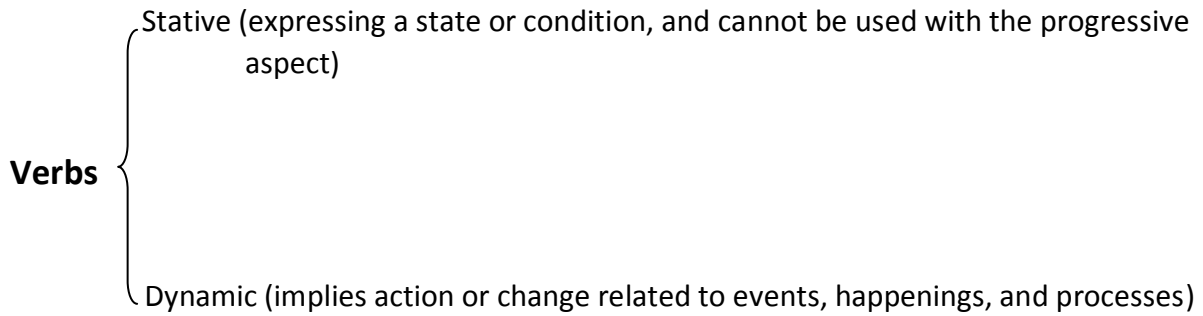 Stative (expressing a state or condition, and cannot be used with the progressive
aspect)
Verbs
Dynamic (implies action or change related to events, happenings, and processes)